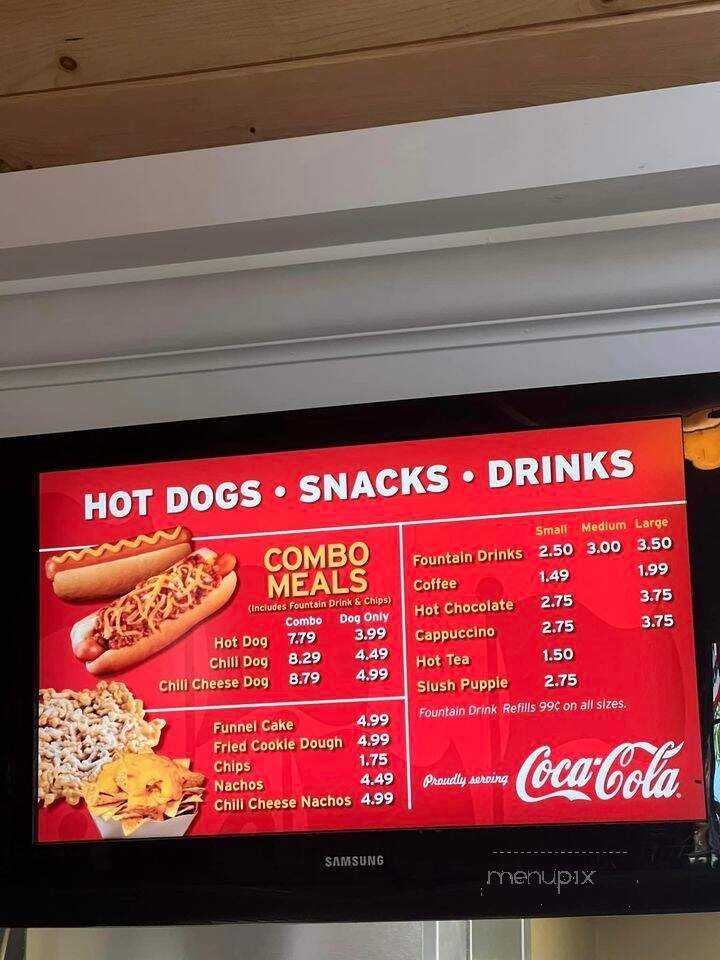 HOT DOGS • SNACKS • DRINKS
COMBO
MEALS
(Includes Fountain Drink & Chips)
Combo Dog Only
Hot Dog 7.79 3.99
Chili Dog 8.29 4.49
Chili Cheese Dog 8.79 4.99
Funnel Cake 4.99
Fried Cookie Dough 4.99
Chips 1.75
Nachos 4.49
Chili Cheese Nachos 4.99
Small Medium Large
Fountain Drinks 2.50 3.00 3.50
Coffee 1.49 1.99
Hot Chocolate 2.75 3.75
Cappuccino 2.75 3.75
Hot Tea 1.50
Slush Puppie 2.75
Fountain Drink Refills 99¢ on all sizes.
Proudly serving Coca-Cola
SAMSUNG
menupix